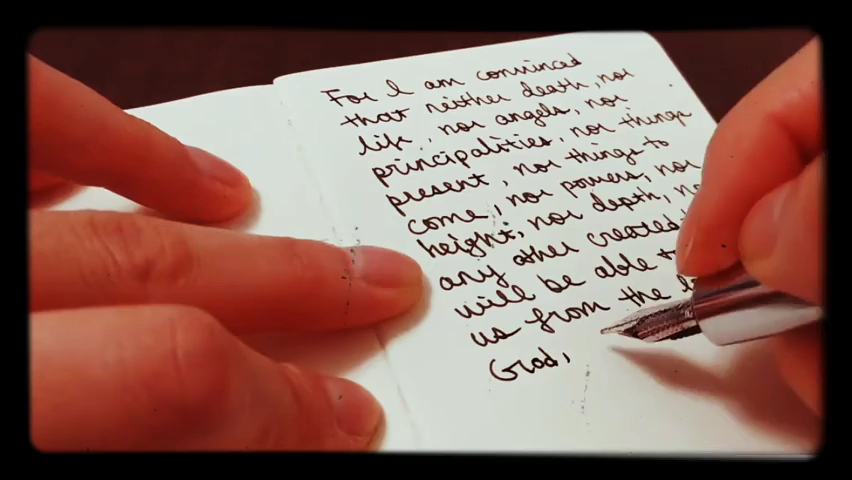 For I am convinced
that neither death, nor
life, nor angels, nor
principalities, nor things
present, nor things to
come, nor powers, nor
height, nor depth, no
any other created
will be able t
us from the l
God,